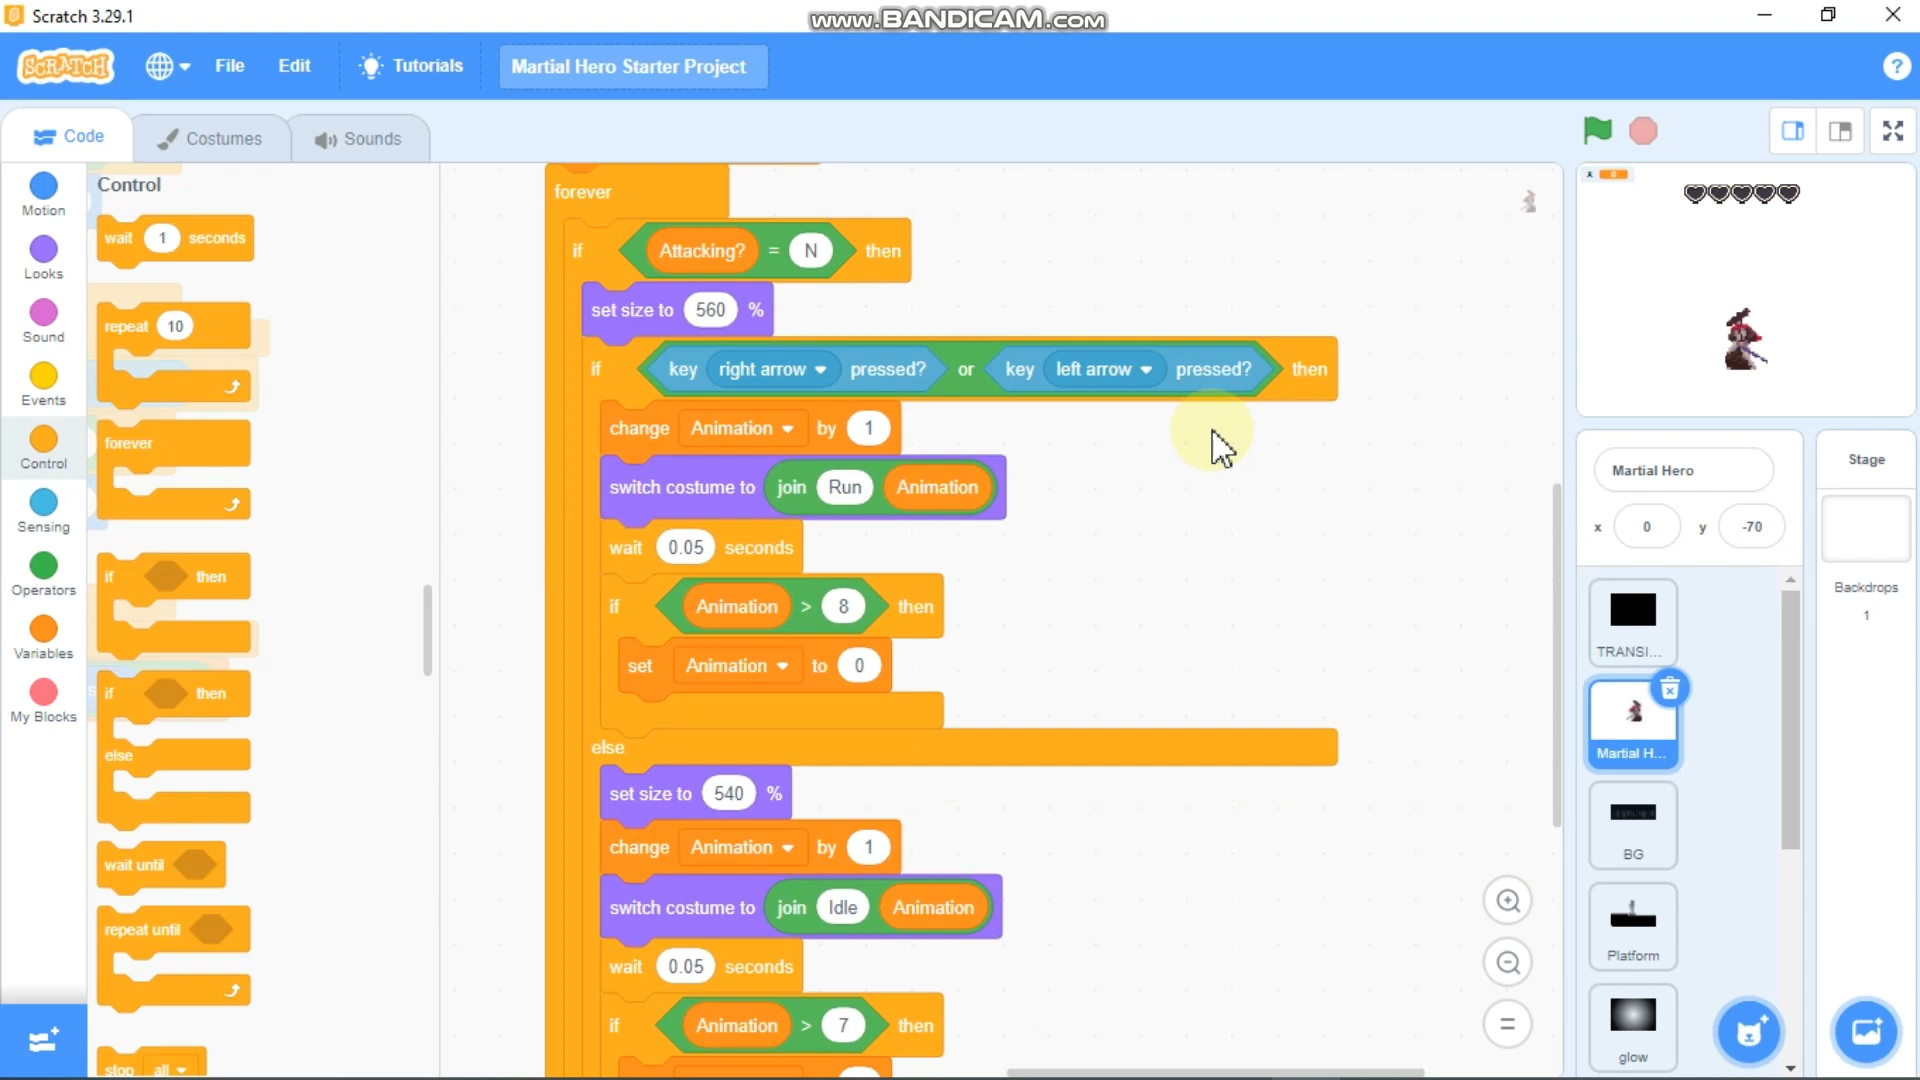 Scratch 3.29.1
www.BANDICAM.com
SCRATCH
File
Edit
Tutorials
Martial Hero Starter Project
?
Code
Costumes
Sounds
Motion
Looks
Sound
Events
Control
Sensing
Operators
Variables
My Blocks
Control
wait 1 seconds
repeat 10
forever
if then
if then
else
wait until
repeat until
stop all
forever
if Attacking? = N then
set size to 560 %
if key right arrow pressed? or key left arrow pressed? then
change Animation by 1
switch costume to join Run Animation
wait 0.05 seconds
if Animation > 8 then
set Animation to 0
else
set size to 540 %
change Animation by 1
switch costume to join Idle Animation
wait 0.05 seconds
if Animation > 7 then
x 0
Martial Hero
x 0 y -70
TRANSI...
Martial H...
BG
Platform
glow
Stage
Backdrops
1